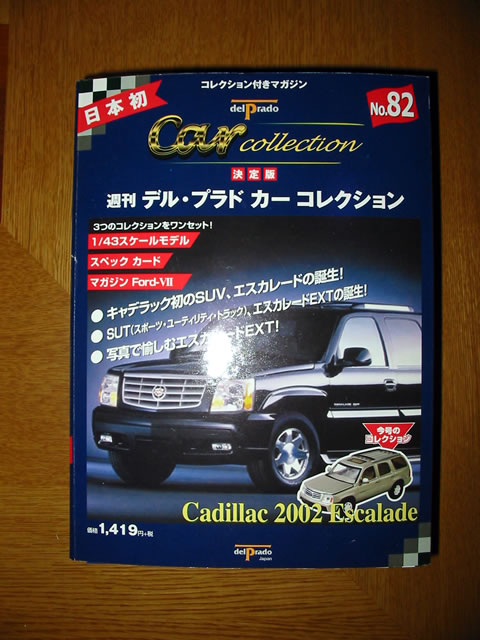 コレクション付きマガジン
日本初
delPrado
No.82
Car collection
決定版
週刊 デル・プラド カー コレクション
3つのコレクションをワンセット!
1/43スケールモデル
スペック カード
マガジン Ford-VII
● キャデラック初のSUV、エスカレードの誕生!
● SUT(スポーツ・ユーティリティ・トラック)、エスカレードEXTの誕生!
● 写真で愉しむエスカレードEXT!
今号の
コレクション
Cadillac 2002 Escalade
価格1,419円+税
delPrado
Japan